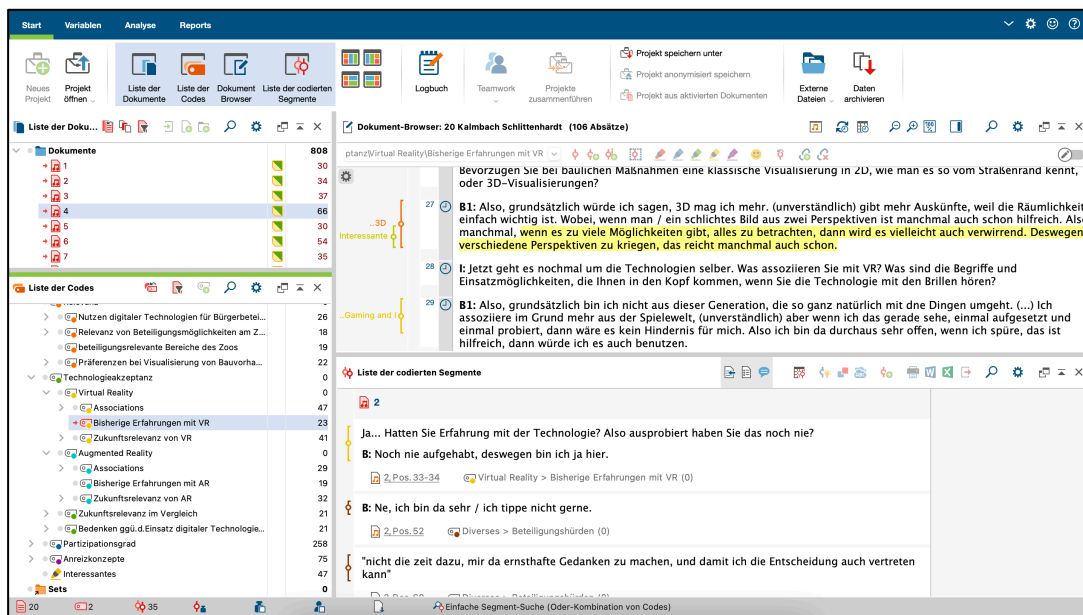 Start Variablen Analyse Reports
Neues Projekt
Projekt öffnen
Liste der Dokumente
Liste der Codes
Dokument Browser
Liste der codierten Segmente
Logbuch
Teamwork
Projekte zusammenführen
Projekt speichern unter
Projekt anonymisiert speichern
Projekt aus aktivierten Dokumenten
Externe Dateien
Daten archivieren
Liste der Doku...
Dokumente 808
1 30
2 34
3 37
4 66
5 30
6 54
7 35
Liste der Codes
Nutzen digitaler Technologien für Bürgerbetei... 26
Relevanz von Beteiligungsmöglichkeiten am Z... 18
beteiligungsrelevante Bereiche des Zoos 19
Präferenzen bei Visualisierung von Bauvorha... 22
Technologieakzeptanz 0
Virtual Reality 0
Associations 47
Bisherige Erfahrungen mit VR 23
Zukunftsrelevanz von VR 41
Augmented Reality 0
Associations 29
Bisherige Erfahrungen mit AR 19
Zukunftsrelevanz von AR 32
Zukunftsrelevanz im Vergleich 21
Bedenken ggü.d.Einsatz digitaler Technologie... 21
Partizipationsgrad 258
Anreizkonzepte 75
Interessantes 47
Sets 0
Dokument-Browser: 20 Kalmbach Schlittenhardt (106 Absätze)
ptanz\Virtual Reality\Bisherige Erfahrungen mit VR
Bevorzugen Sie bei baulichen Maßnahmen eine klassische Visualisierung in 2D, wie man es so vom Straßenrand kennt,
oder 3D-Visualisierungen?
..3D
Interessante
27 B1: Also, grundsätzlich würde ich sagen, 3D mag ich mehr. (unverständlich) gibt mehr Auskünfte, weil die Räumlichkeit
einfach wichtig ist. Wobei, wenn man / ein schlichtes Bild aus zwei Perspektiven ist manchmal auch schon hilfreich. Also
manchmal, wenn es zu viele Möglichkeiten gibt, alles zu betrachten, dann wird es vielleicht auch verwirrend. Deswegen
verschiedene Perspektiven zu kriegen, das reicht manchmal auch schon.
28 I: Jetzt geht es nochmal um die Technologien selber. Was assoziieren Sie mit VR? Was sind die Begriffe und
Einsatzmöglichkeiten, die Ihnen in den Kopf kommen, wenn Sie die Technologie mit den Brillen hören?
..Gaming and
29 B1: Also, grundsätzlich bin ich nicht aus dieser Generation, die so ganz natürlich mit dne Dingen umgeht. (...) Ich
assoziiere im Grund mehr aus der Spielewelt, (unverständlich) aber wenn ich das gerade sehe, einmal aufgesetzt und
einmal probiert, dann wäre es kein Hindernis für mich. Also ich bin da durchaus sehr offen, wenn ich spüre, das ist
hilfreich, dann würde ich es auch benutzen.
Liste der codierten Segmente
2
Ja... Hatten Sie Erfahrung mit der Technologie? Also ausprobiert haben Sie das noch nie?
B: Noch nie aufgehabt, deswegen bin ich ja hier.
2, Pos. 33-34 Virtual Reality > Bisherige Erfahrungen mit VR (0)
B: Ne, ich bin da sehr / ich tippe nicht gerne.
2, Pos. 52 Diverses > Beteiligungshürden (0)
"nicht die zeit dazu, mir da ernsthafte Gedanken zu machen, und damit ich die Entscheidung auch vertreten
kann"
20 2 35 Einfache Segment-Suche (Oder-Kombination von Codes)